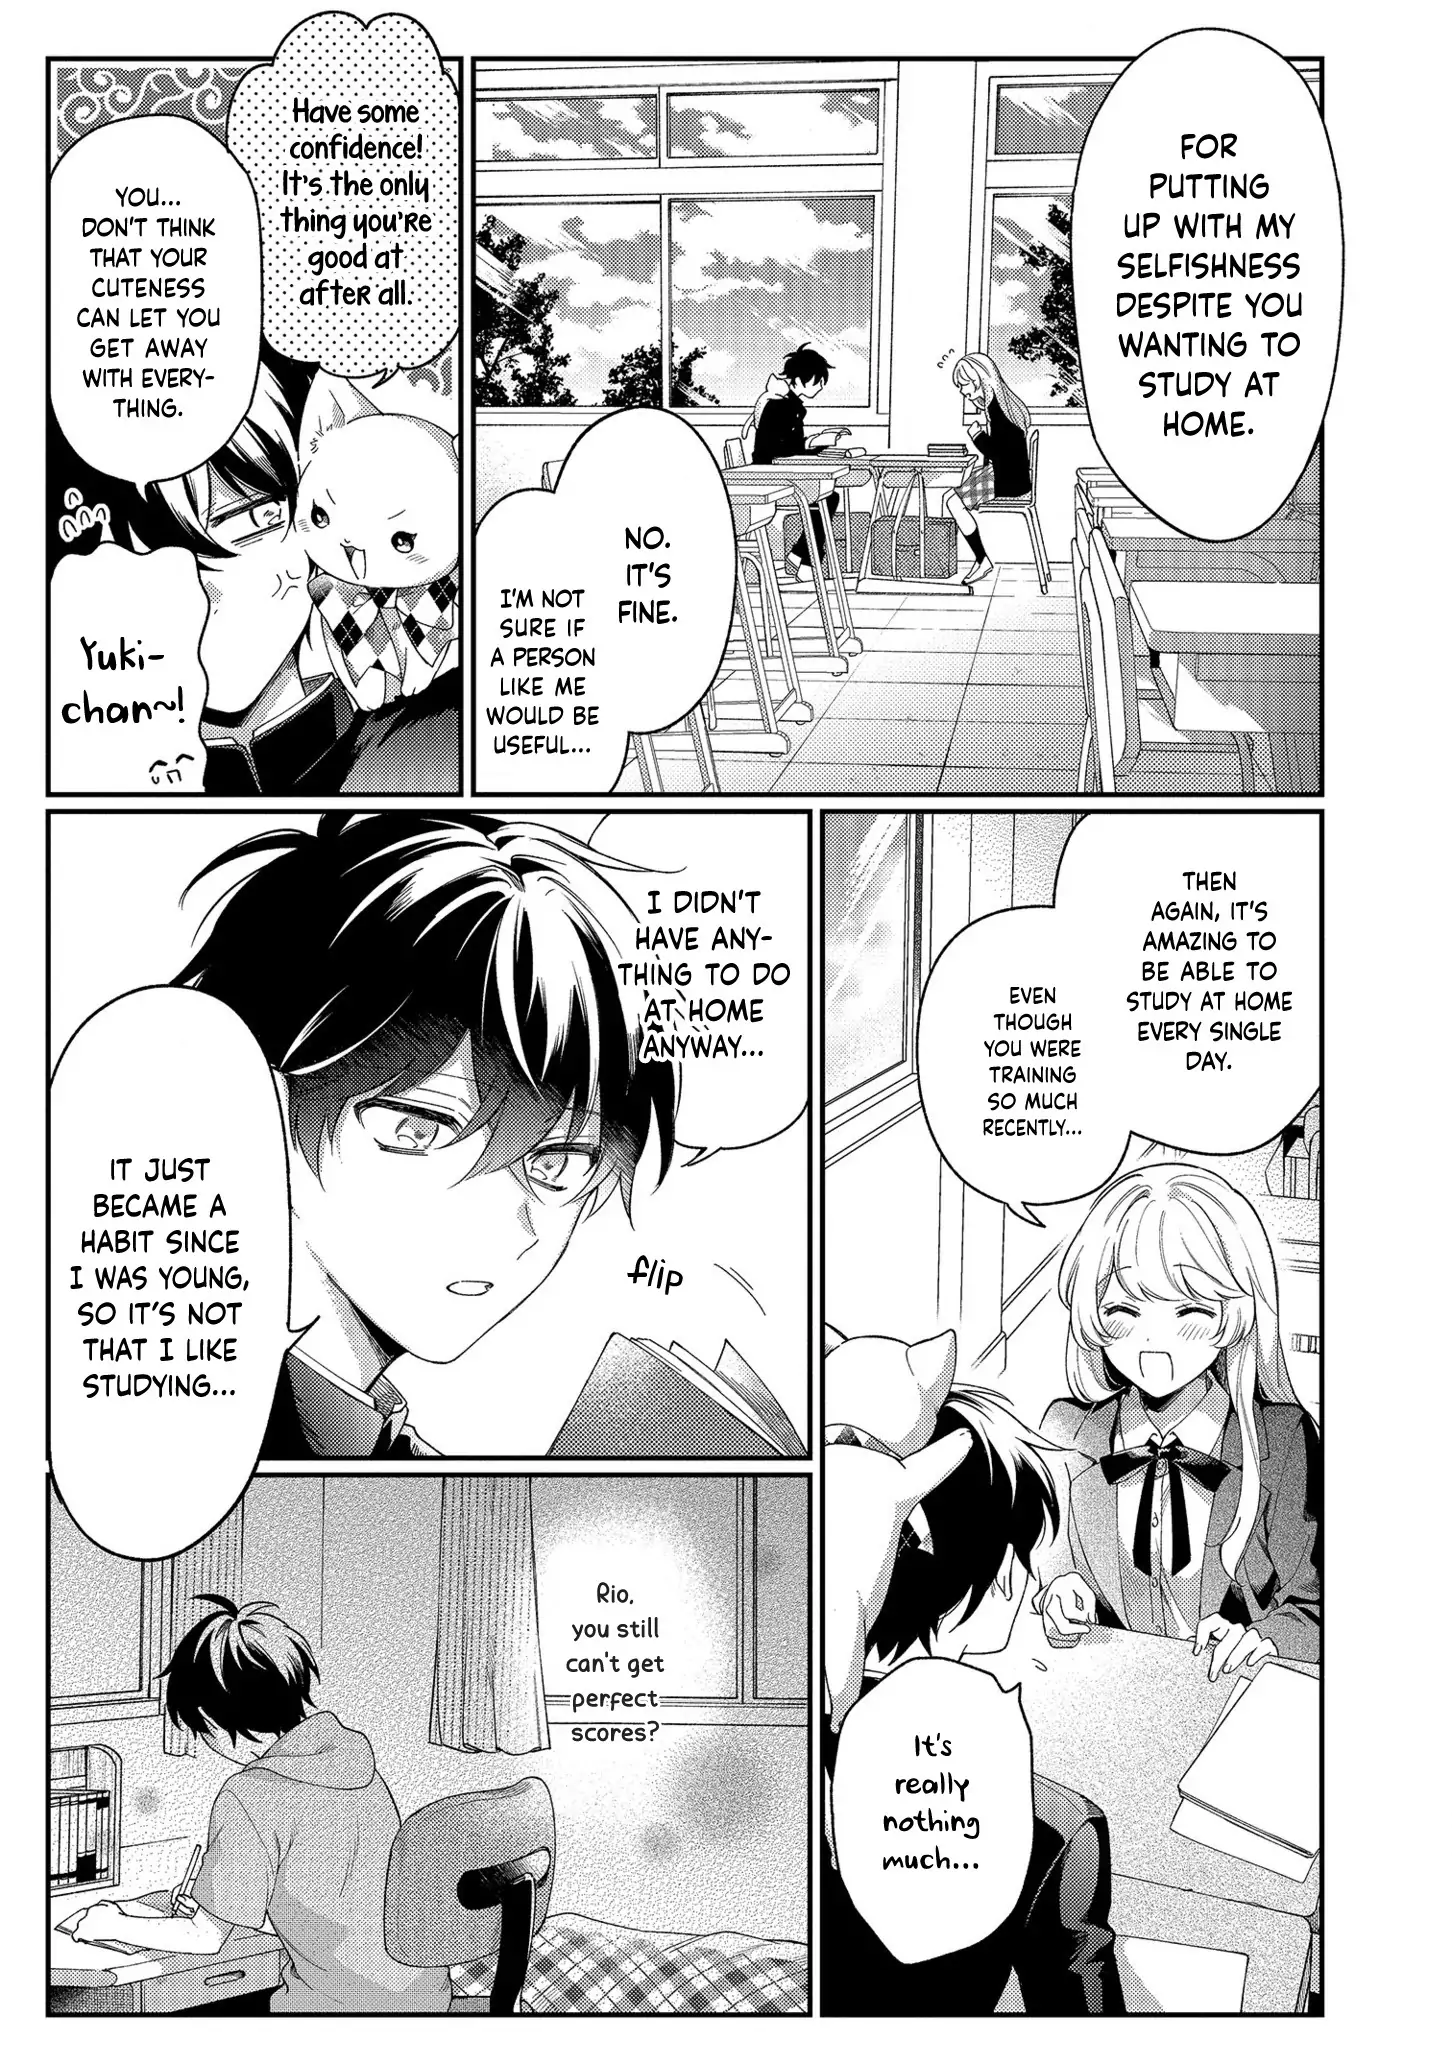 FOR
PUTTING
UP WITH MY
SELFISHNESS
DESPITE YOU
WANTING TO
STUDY AT
HOME.
NO.
IT'S
FINE.
I'M NOT
SURE IF
A PERSON
LIKE ME
WOULD BE
USEFUL...
Have some
confidence!
It's the only
thing you're
good at
after all.
YOU...
DON'T THINK
THAT YOUR
CUTENESS
CAN LET YOU
GET AWAY
WITH EVERY-
THING.
Yuki-
chan~!
THEN
AGAIN, IT'S
AMAZING TO
BE ABLE TO
STUDY AT HOME
EVERY SINGLE
DAY.
EVEN
THOUGH
YOU WERE
TRAINING
SO MUCH
RECENTLY...
It's
really
nothing
much...
I DIDN'T
HAVE ANY-
THING TO DO
AT HOME
ANYWAY...
flip
IT JUST
BECAME A
HABIT SINCE
I WAS YOUNG,
SO IT'S NOT
THAT I LIKE
STUDYING...
Rio,
you still
can't get
perfect
scores?